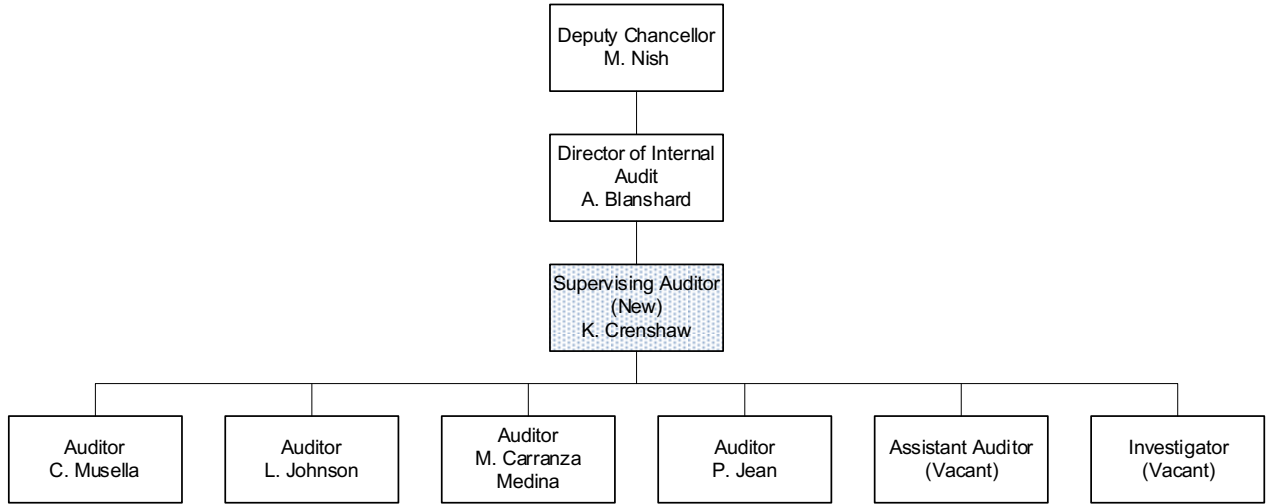 Deputy Chancellor
M. Nish
Director of Internal
Audit
A. Blanshard
Supervising Auditor
(New)
K. Crenshaw
Auditor
C. Musella
Auditor
L. Johnson
Auditor
M. Carranza
Medina
Auditor
P. Jean
Assistant Auditor
(Vacant)
Investigator
(Vacant)